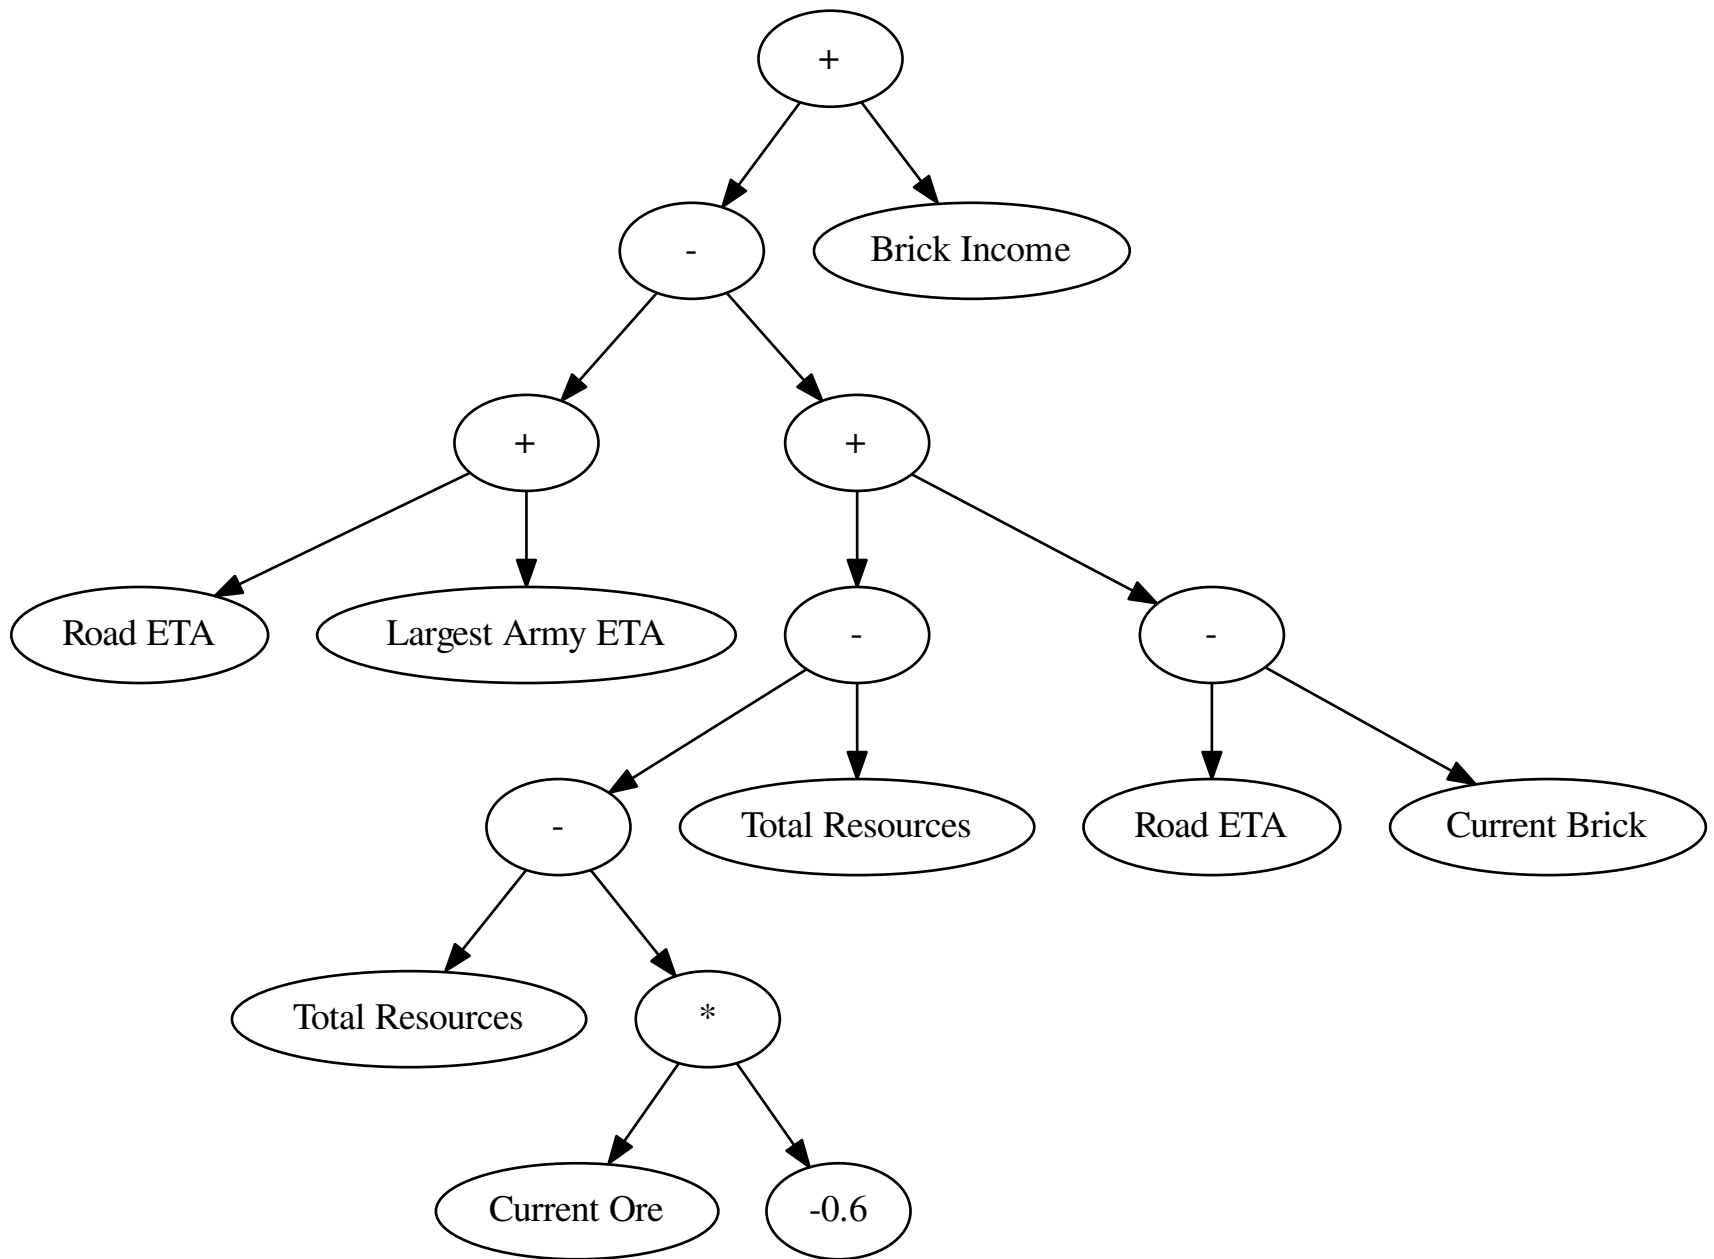 +
-
Brick Income
+
+
Road ETA
Largest Army ETA
-
-
-
Total Resources
Road ETA
Current Brick
Total Resources
*
Current Ore
-0.6